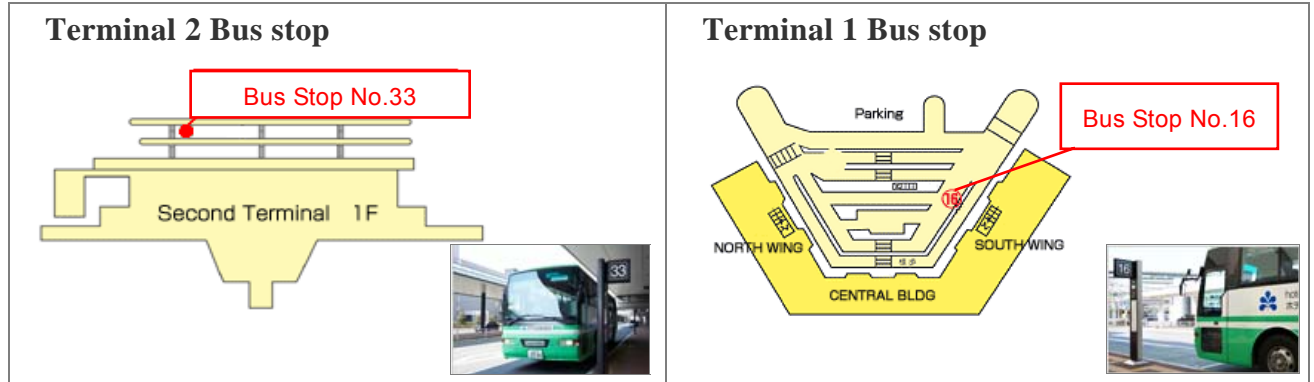 Terminal 2 Bus stop
Bus Stop No.33
Second Terminal 1F
33
Terminal 1 Bus stop
Parking
Bus Stop No.16
16
NORTH WING
SOUTH WING
CENTRAL BLDG
16